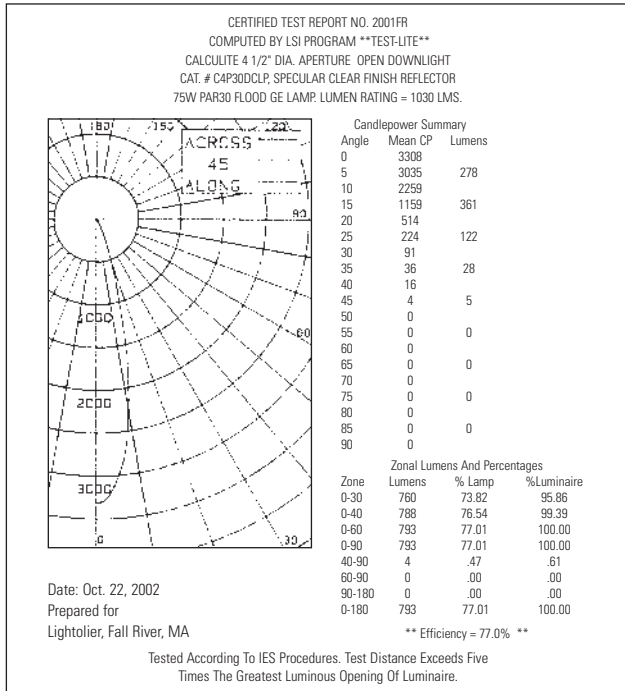 CERTIFIED TEST REPORT NO. 2001FR
COMPUTED BY LSI PROGRAM **TEST-LITE**
CALCULITE 4 1/2" DIA. APERTURE OPEN DOWNLIGHT
CAT. # C4P30DCLP, SPECULAR CLEAR FINISH REFLECTOR
75W PAR30 FLOOD GE LAMP. LUMEN RATING = 1030 LMS.
180 150 120
ACROSS
45
ALONG
90
1000
60
2000
3000
0 30
Candlepower Summary
Angle Mean CP Lumens
0 3308
5 3035 278
10 2259
15 1159 361
20 514
25 224 122
30 91
35 36 28
40 16
45 4 5
50 0
55 0 0
60 0
65 0 0
70 0
75 0 0
80 0
85 0 0
90 0
Zonal Lumens And Percentages
Zone Lumens % Lamp %Luminaire
0-30 760 73.82 95.86
0-40 788 76.54 99.39
0-60 793 77.01 100.00
0-90 793 77.01 100.00
40-90 4 .47 .61
60-90 0 .00 .00
90-180 0 .00 .00
0-180 793 77.01 100.00
** Efficiency = 77.0% **
Date: Oct. 22, 2002
Prepared for
Lightolier, Fall River, MA
Tested According To IES Procedures. Test Distance Exceeds Five
Times The Greatest Luminous Opening Of Luminaire.